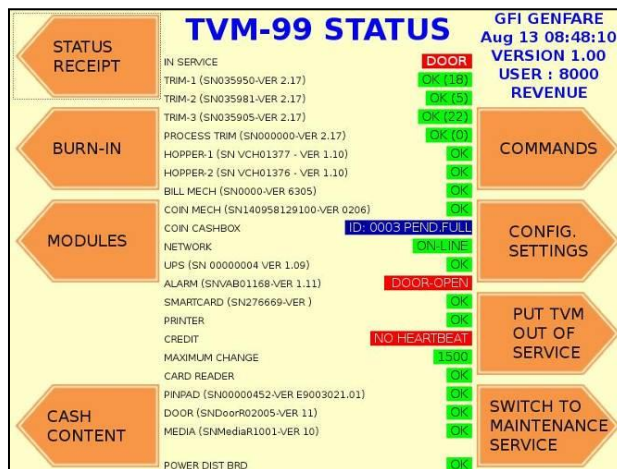 TVM-99 STATUS
GFI GENFARE
Aug 13 08:48:10
VERSION 1.00
USER : 8000
REVENUE
STATUS
RECEIPT
BURN-IN
MODULES
CASH
CONTENT
IN SERVICE DOOR
TRIM-1 (SN035950-VER 2.17) OK (18)
TRIM-2 (SN035981-VER 2.17) OK (5)
TRIM-3 (SN035905-VER 2.17) OK (22)
PROCESS TRIM (SN000000-VER 2.17) OK (0)
HOPPER-1 (SN VCH01377 - VER 1.10) OK
HOPPER-2 (SN VCH01376 - VER 1.10) OK
BILL MECH (SN0000-VER 6305) OK
COIN MECH (SN140958129100-VER 0206) OK
COIN CASHBOX ID: 0003 PEND.FULL
NETWORK ON-LINE
UPS (SN 00000004 VER 1.09) OK
ALARM (SNVAB01168-VER 1.11) DOOR-OPEN
SMARTCARD (SN276669-VER ) OK
PRINTER OK
CREDIT NO HEARTBEAT
MAXIMUM CHANGE 1500
CARD READER OK
PINPAD (SN00000452-VER E9003021.01) OK
DOOR (SNDoorR02005-VER 11) OK
MEDIA (SNMediaR1001-VER 10) OK
POWER DIST BRD OK
COMMANDS
CONFIG.
SETTINGS
PUT TVM
OUT OF
SERVICE
SWITCH TO
MAINTENANCE
SERVICE